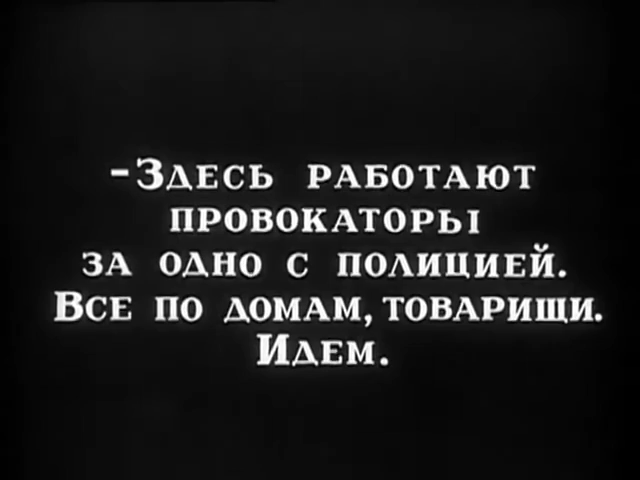 -Здесь работают
провокаторы
за одно с полицией.
Все по домам, товарищи.
Идем.